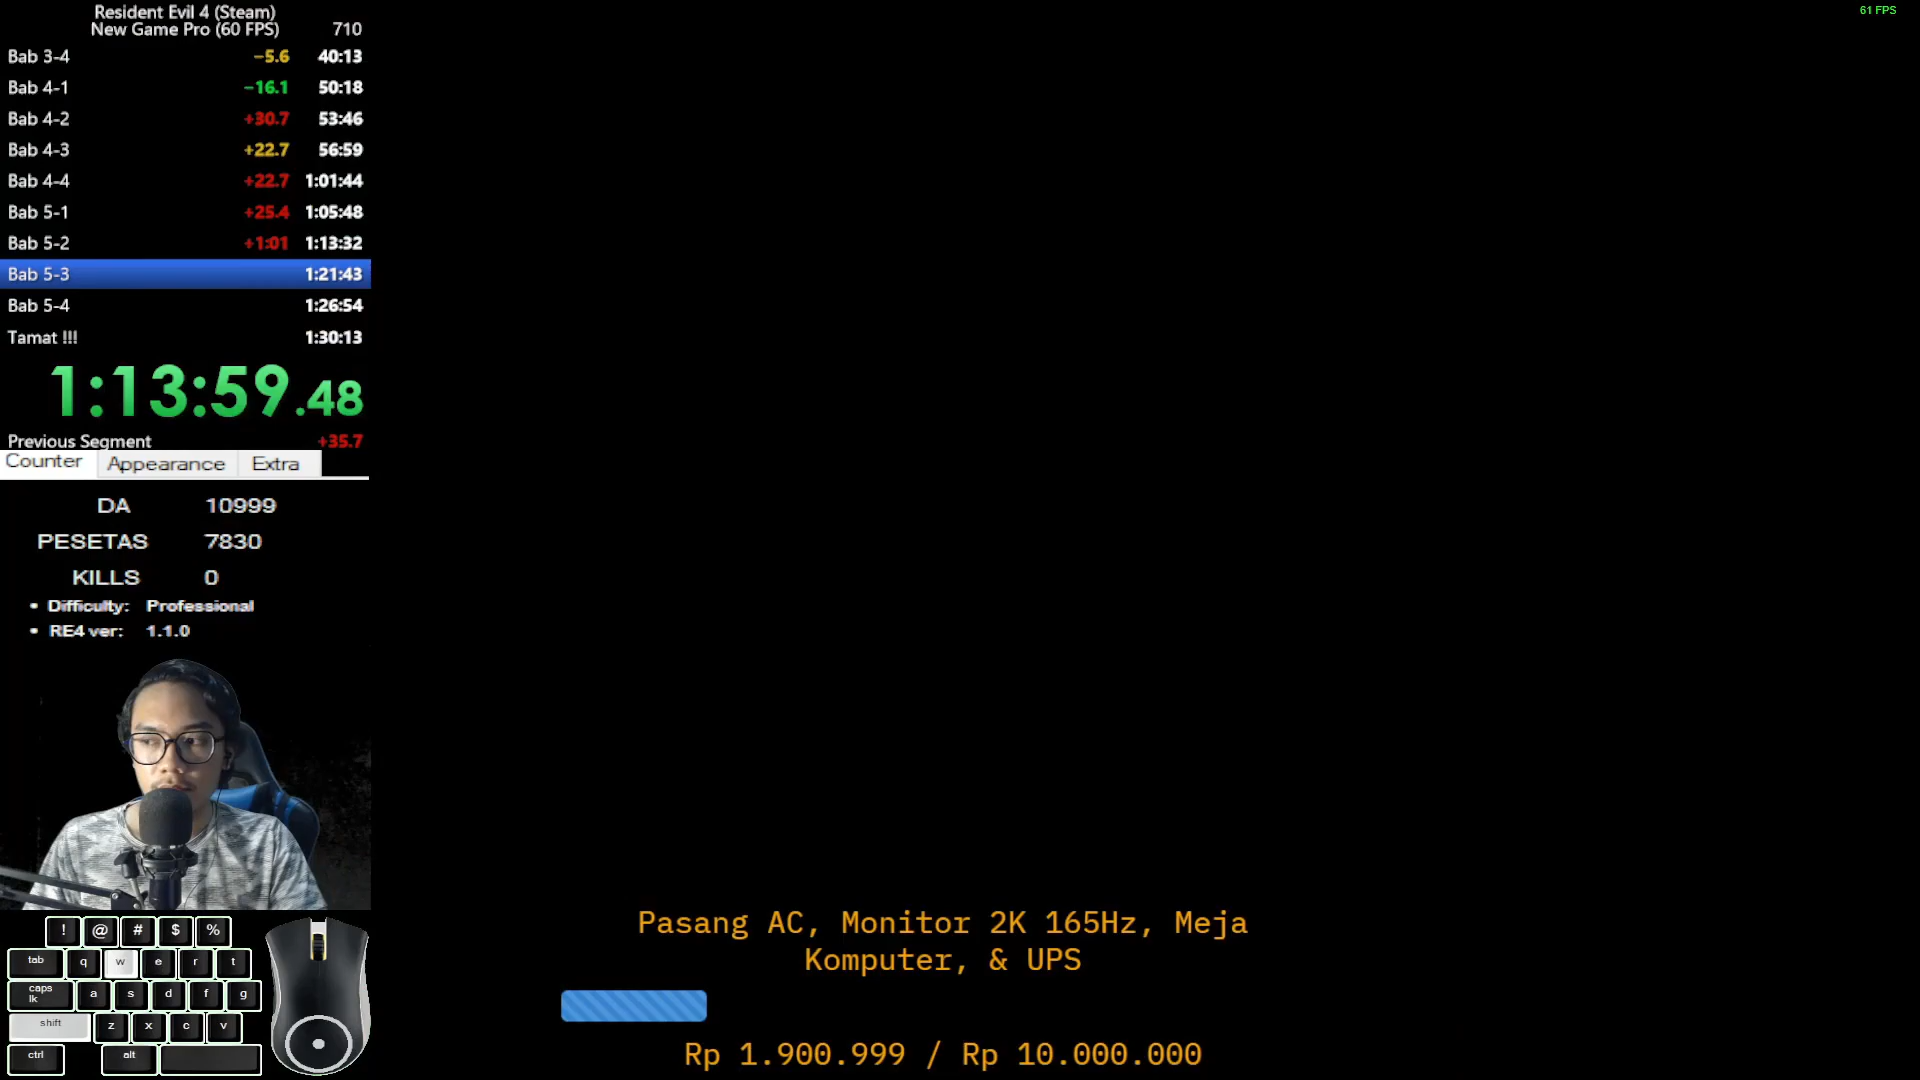 Resident Evil 4 (Steam)
New Game Pro (60 FPS) 710
Bab 3-4 −5.6 40:13
Bab 4-1 −16.1 50:18
Bab 4-2 +30.7 53:46
Bab 4-3 +22.7 56:59
Bab 4-4 +22.7 1:01:44
Bab 5-1 +25.4 1:05:48
Bab 5-2 +1:01 1:13:32
Bab 5-3 1:21:43
Bab 5-4 1:26:54
Tamat !!! 1:30:13
1:13:59.48
Previous Segment +35.7
Counter Appearance Extra
DA 10999
PESETAS 7830
KILLS 0
• Difficulty: Professional
• RE4 ver: 1.1.0
! @ # $ %
tab q w e r t
caps lk a s d f g
shift z x c v
ctrl alt
61 FPS
Pasang AC, Monitor 2K 165Hz, Meja
Komputer, & UPS
Rp 1.900.999 / Rp 10.000.000